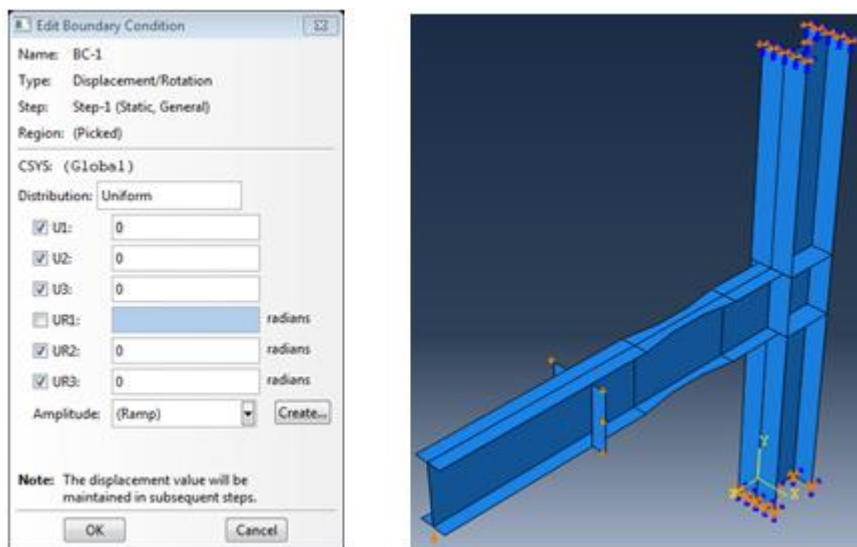 Edit Boundary Condition
Name: BC-1
Type: Displacement/Rotation
Step: Step-1 (Static, General)
Region: (Picked)
CSYS: (Global)
Distribution: Uniform
U1: 0
U2: 0
U3: 0
UR1: radians
UR2: 0 radians
UR3: 0 radians
Amplitude: (Ramp) Create...
Note: The displacement value will be
maintained in subsequent steps.
OK Cancel
Y
X